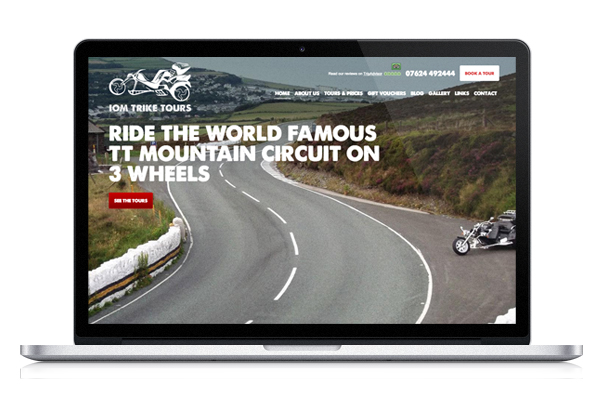 Read our reviews on TripAdvisor
07624 492444
BOOK A TOUR
HOME ABOUT US TOURS & PRICES GIFT VOUCHERS BLOG GALLERY LINKS CONTACT
IOM TRIKE TOURS
RIDE THE WORLD FAMOUS
TT MOUNTAIN CIRCUIT ON
3 WHEELS
SEE THE TOURS